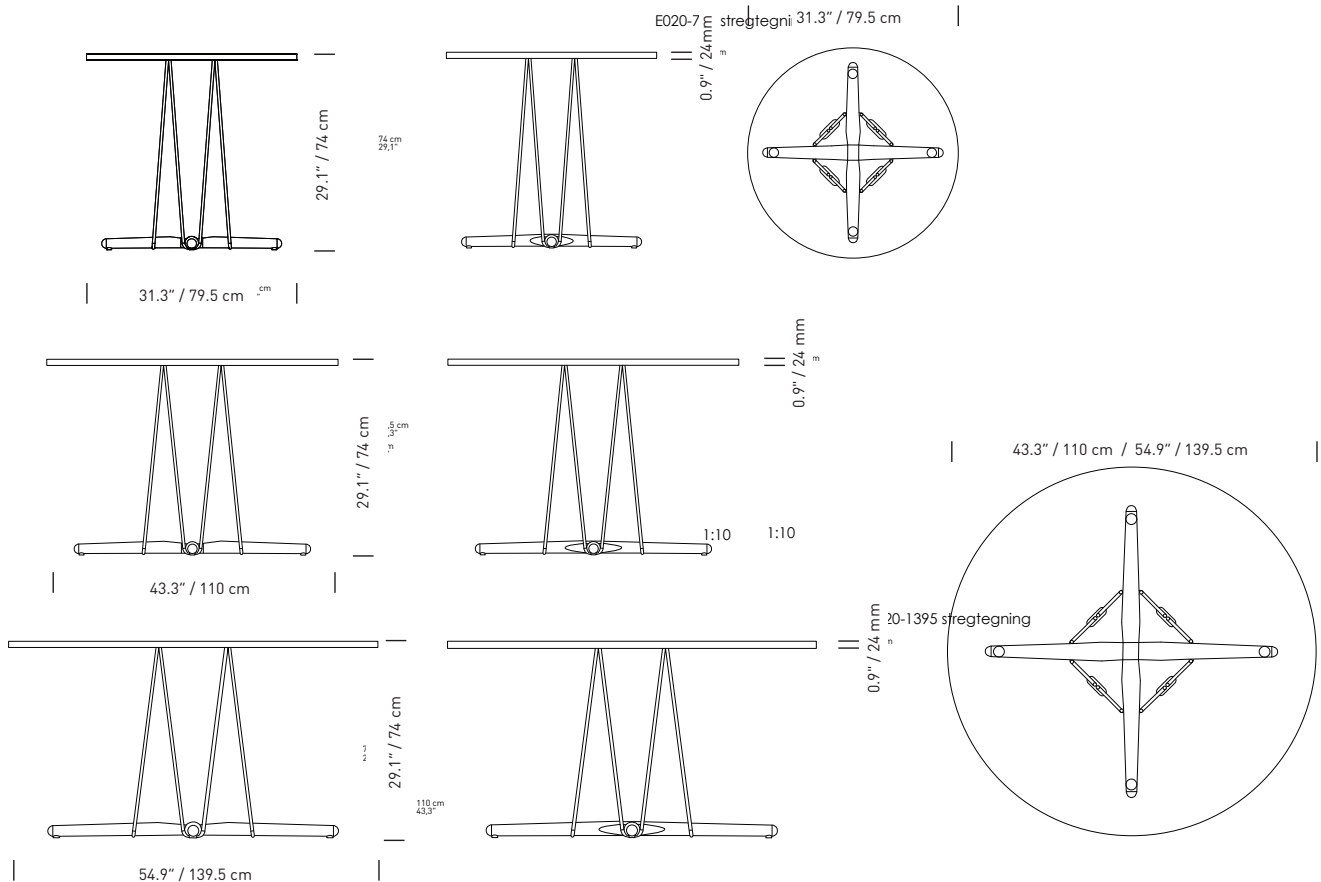 E020-7 stregtegni
31.3" / 79.5 cm
0.9" / 24mm
29.1" / 74 cm
74 cm
29,1"
31.3" / 79.5 cm
cm
0.9" / 24 mm
29.1" / 74 cm
,5 cm
43.3" / 110 cm / 54.9" / 139.5 cm
1:10
1:10
43.3" / 110 cm
20-1395 stregtegning
0.9" / 24 mm
29.1" / 74 cm
110 cm
43,3"
54.9" / 139.5 cm